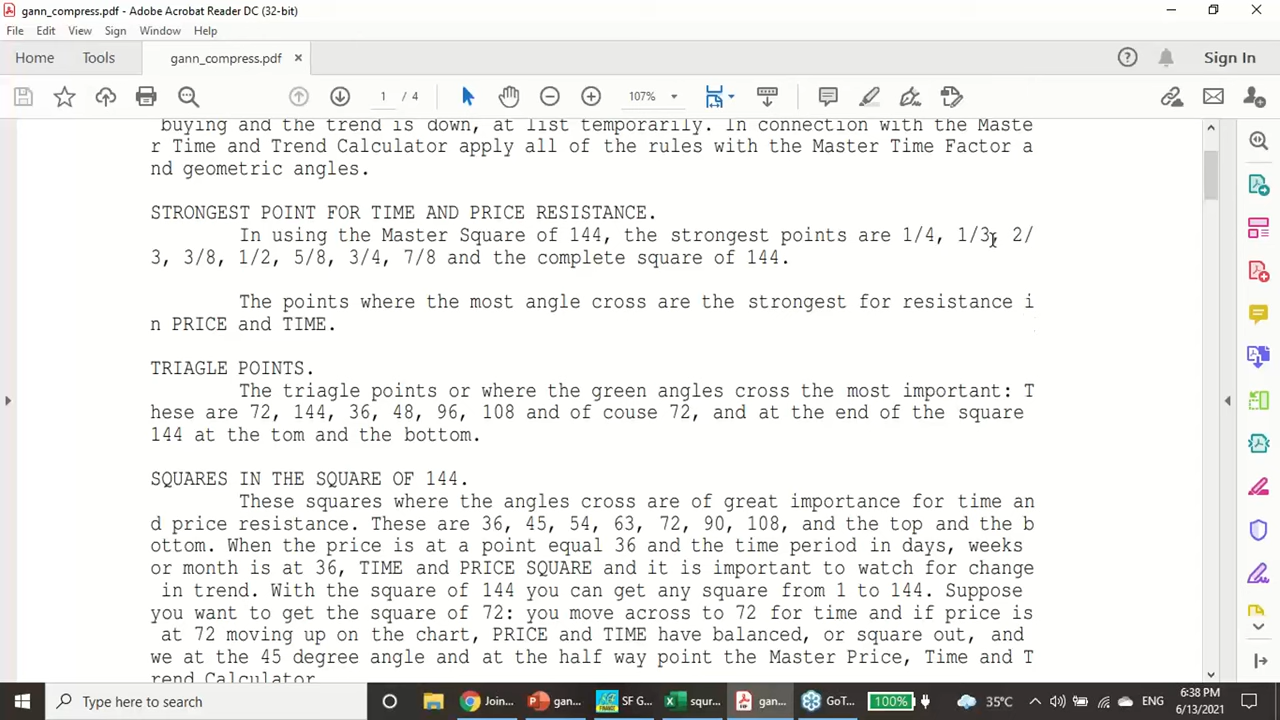 gann_compress.pdf - Adobe Acrobat Reader DC (32-bit)
File Edit View Sign Window Help
Home Tools gann_compress.pdf × Sign In
1 / 4 107%
buying and the trend is down, at list temporarily. In connection with the Maste
r Time and Trend Calculator apply all of the rules with the Master Time Factor a
nd geometric angles.
STRONGEST POINT FOR TIME AND PRICE RESISTANCE.
In using the Master Square of 144, the strongest points are 1/4, 1/3, 2/
3, 3/8, 1/2, 5/8, 3/4, 7/8 and the complete square of 144.
The points where the most angle cross are the strongest for resistance i
n PRICE and TIME.
TRIAGLE POINTS.
The triagle points or where the green angles cross the most important: T
hese are 72, 144, 36, 48, 96, 108 and of couse 72, and at the end of the square
144 at the tom and the bottom.
SQUARES IN THE SQUARE OF 144.
These squares where the angles cross are of great importance for time an
d price resistance. These are 36, 45, 54, 63, 72, 90, 108, and the top and the b
ottom. When the price is at a point equal 36 and the time period in days, weeks
or month is at 36, TIME and PRICE SQUARE and it is important to watch for change
in trend. With the square of 144 you can get any square from 1 to 144. Suppose
you want to get the square of 72: you move across to 72 for time and if price is
at 72 moving up on the chart, PRICE and TIME have balanced, or square out, and
we at the 45 degree angle and at the half way point the Master Price, Time and T
rend Calculator.
Type here to search Join... gan... SF G... squr... gan... GoT... 100% 35°C ENG 6:38 PM
6/13/2021